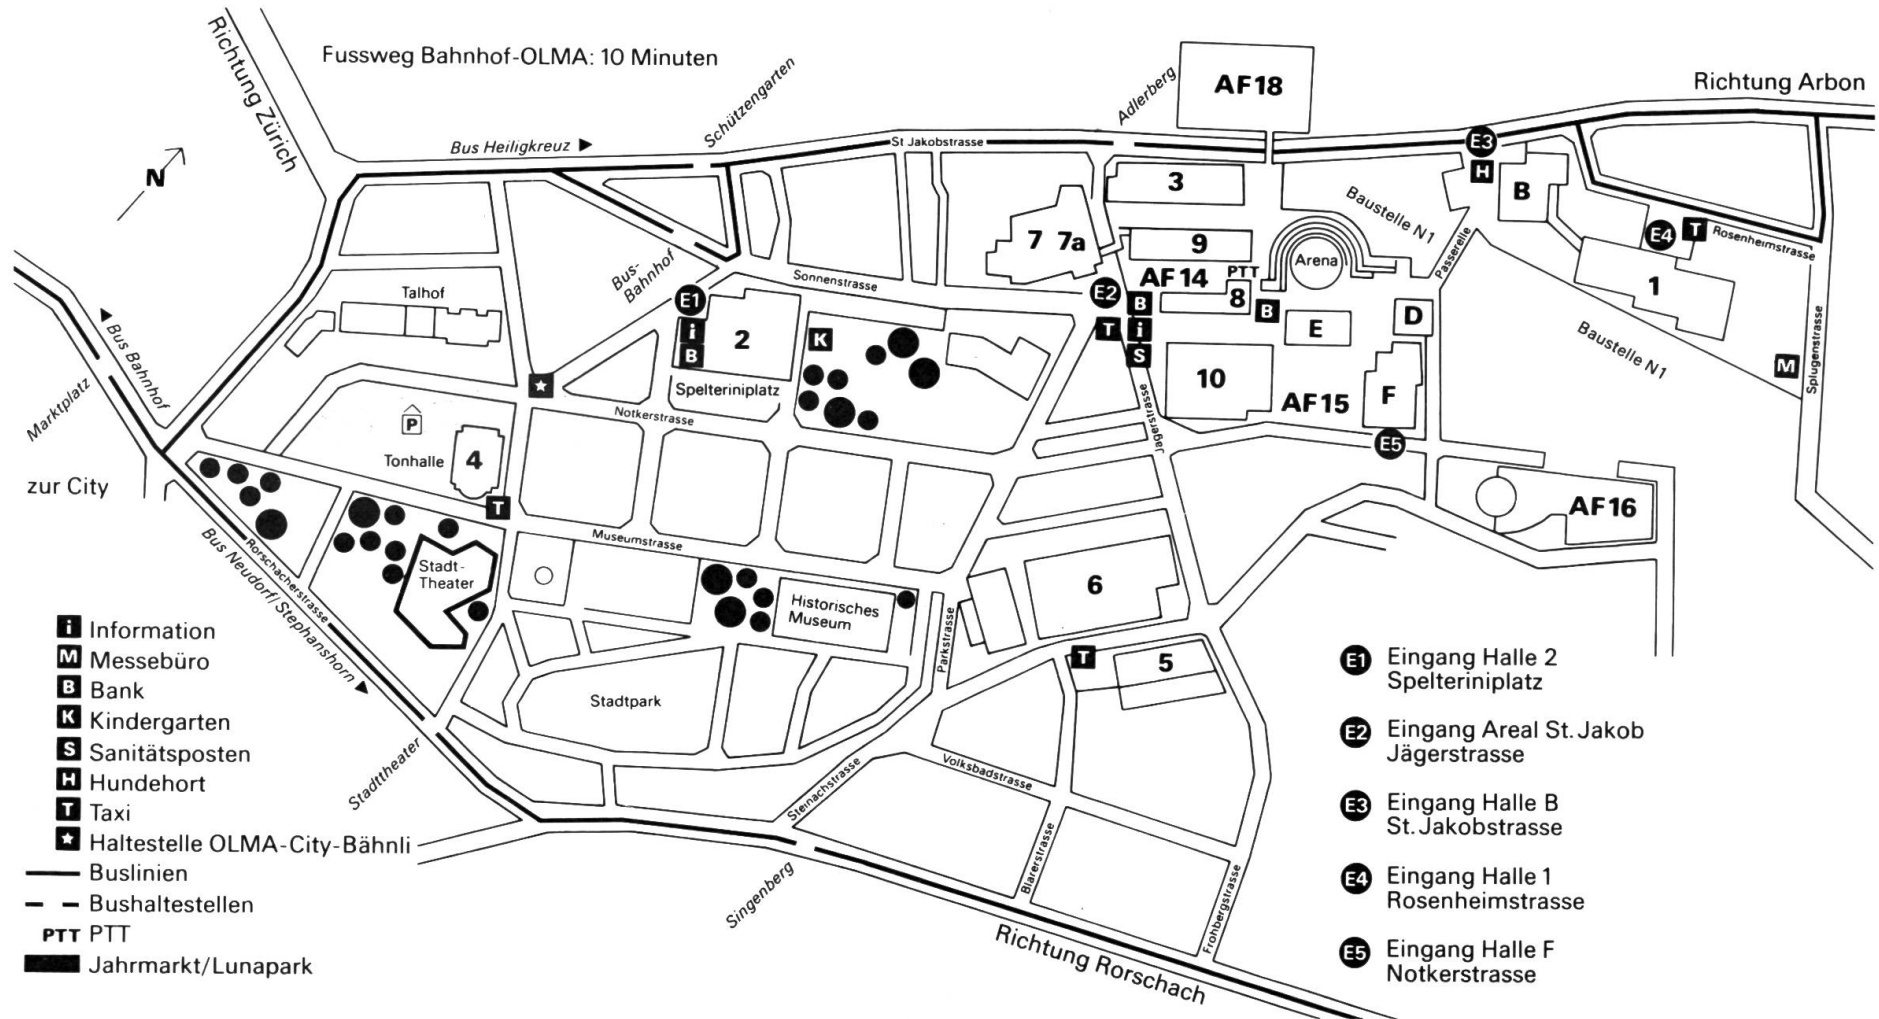 Fussweg Bahnhof-OLMA: 10 Minuten
Richtung Zürich
Richtung Arbon
N
Bus Heiligkreuz
Schützengarten
St Jakobstrasse
Adlerberg
AF18
E3
H
B
3
Baustelle N1
Passerelle
E4
T
Rosenheimstrasse
7 7a
9
Arena
1
Bus-
Bahnhof
Sonnenstrasse
AF14
PTT
8
B
E1
i
B
2
K
E2
B
T
i
S
E
D
Talhof
Bus Bahnhof
Marktplatz
Spelteriniplatz
Notkerstrasse
10
AF15
F
Baustelle N1
M
Splugenstrasse
Jägerstrasse
E5
P
Tonhalle
4
T
zur City
AF16
Museumstrasse
Rorschacherstrasse
Bus Neudorf/Stephanshorn
Stadt-
Theater
Historisches
Museum
Parkstrasse
6
T
5
Stadtpark
Stadttheater
Steinachstrasse
Volksbadstrasse
Blarerstrasse
Frohbergstrasse
Singenberg
Richtung Rorschach
i Information
M Messebüro
B Bank
K Kindergarten
S Sanitätsposten
H Hundehort
T Taxi
Haltestelle OLMA-City-Bähnli
Buslinien
Bushaltestellen
PTT PTT
Jahrmarkt/Lunapark
E1 Eingang Halle 2
Spelteriniplatz
E2 Eingang Areal St. Jakob
Jägerstrasse
E3 Eingang Halle B
St. Jakobstrasse
E4 Eingang Halle 1
Rosenheimstrasse
E5 Eingang Halle F
Notkerstrasse